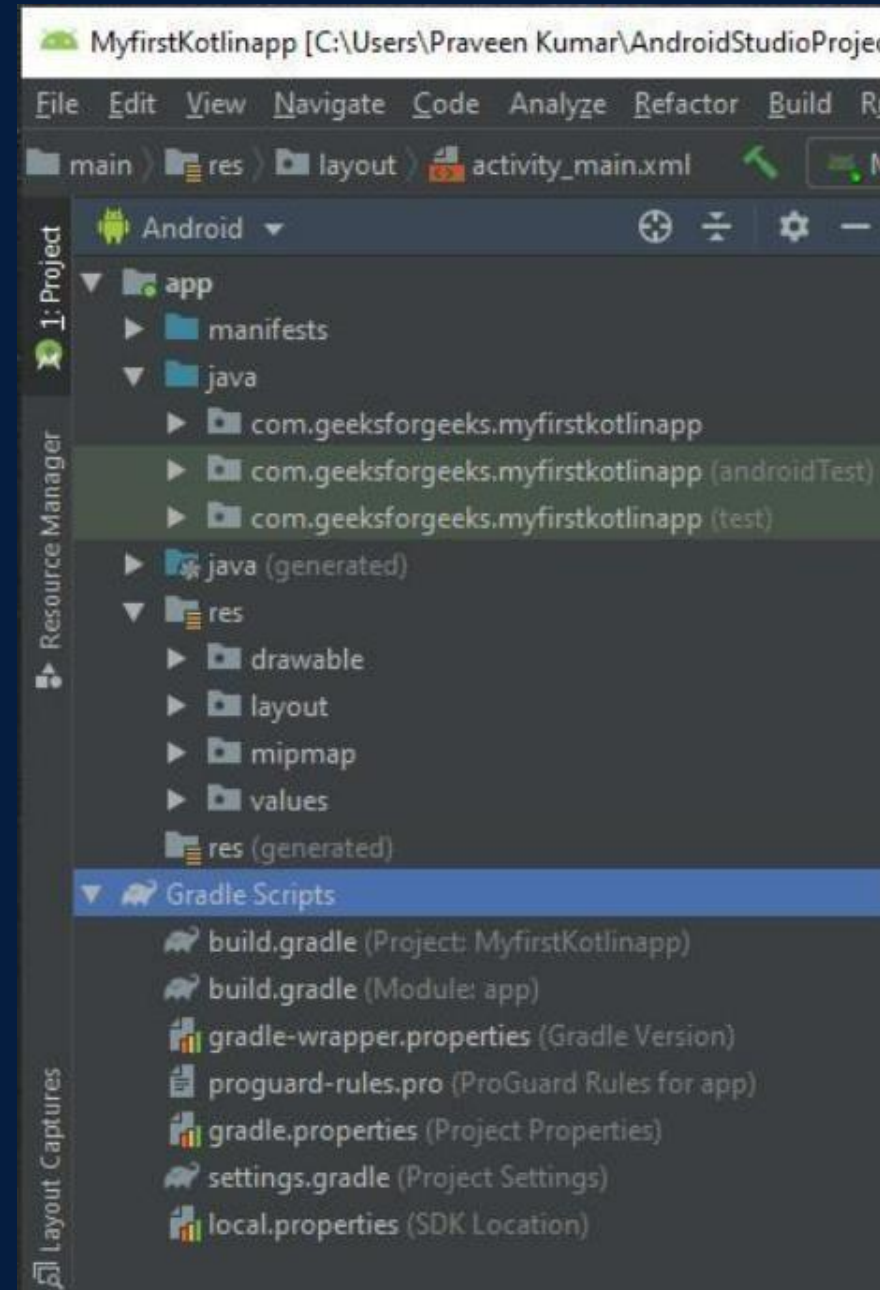 MyfirstKotlinapp [C:\Users\Praveen Kumar\AndroidStudioProjec
File Edit View Navigate Code Analyze Refactor Build R
main res layout activity_main.xml
Android
1: Project
app
manifests
java
com.geeksforgeeks.myfirstkotlinapp
com.geeksforgeeks.myfirstkotlinapp (androidTest)
com.geeksforgeeks.myfirstkotlinapp (test)
java (generated)
Resource Manager
res
drawable
layout
mipmap
values
res (generated)
Gradle Scripts
build.gradle (Project: MyfirstKotlinapp)
build.gradle (Module: app)
gradle-wrapper.properties (Gradle Version)
proguard-rules.pro (ProGuard Rules for app)
gradle.properties (Project Properties)
settings.gradle (Project Settings)
local.properties (SDK Location)
Layout Captures